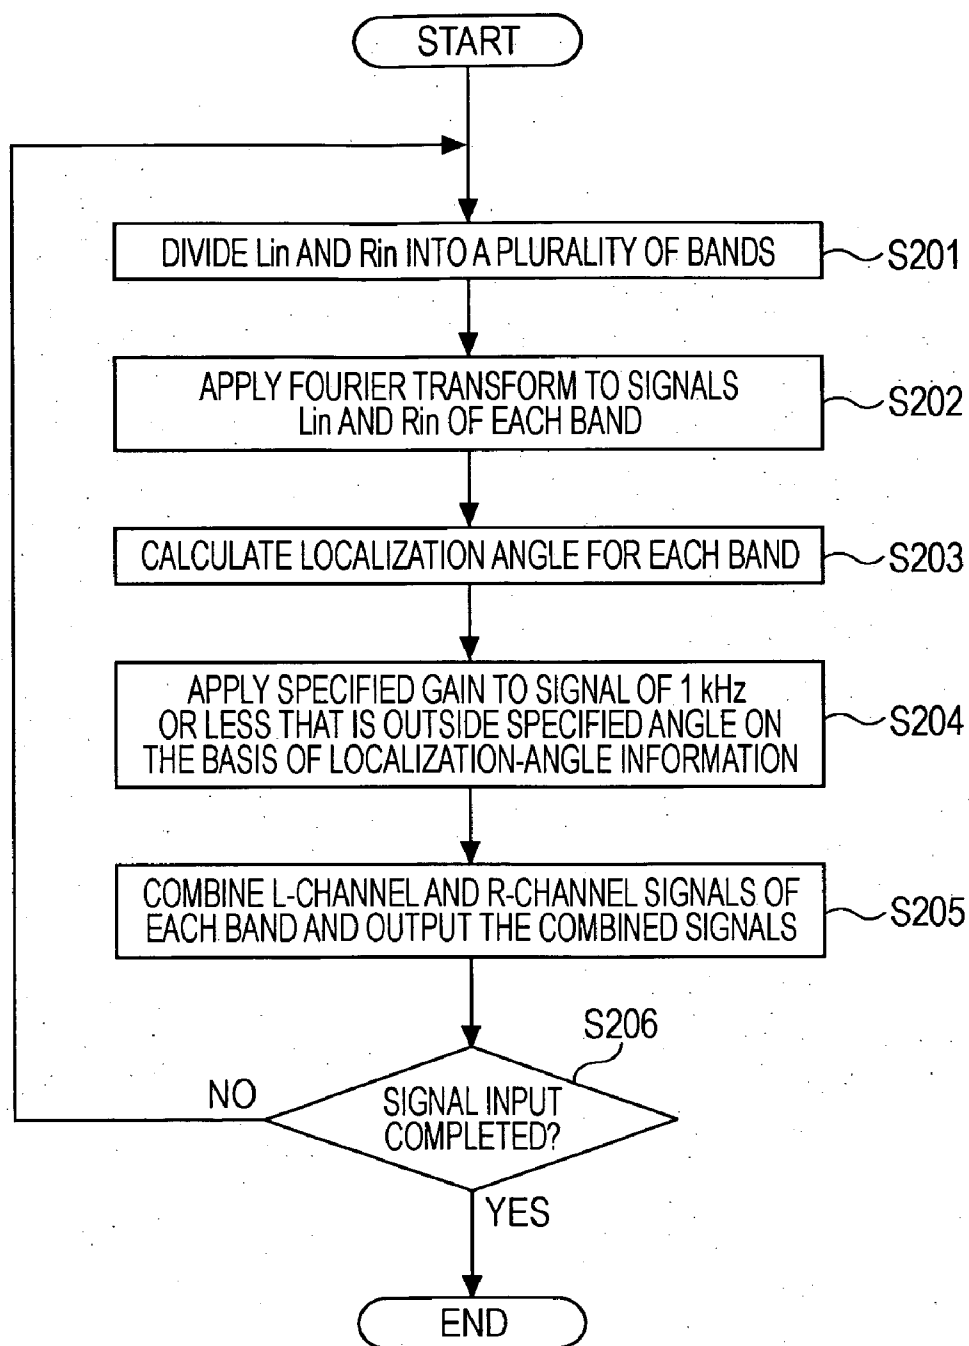 START
DIVIDE Lin AND Rin INTO A PLURALITY OF BANDS
S201
APPLY FOURIER TRANSFORM TO SIGNALS
Lin AND Rin OF EACH BAND
S202
CALCULATE LOCALIZATION ANGLE FOR EACH BAND
S203
APPLY SPECIFIED GAIN TO SIGNAL OF 1 kHz
OR LESS THAT IS OUTSIDE SPECIFIED ANGLE ON
THE BASIS OF LOCALIZATION-ANGLE INFORMATION
S204
COMBINE L-CHANNEL AND R-CHANNEL SIGNALS OF
EACH BAND AND OUTPUT THE COMBINED SIGNALS
S205
S206
NO
SIGNAL INPUT
COMPLETED?
YES
END